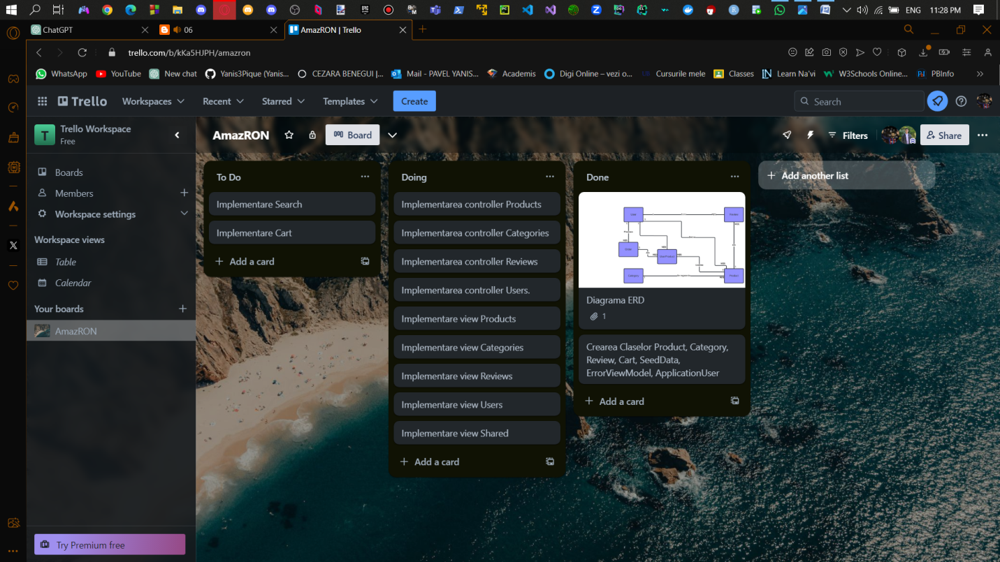 ENG 11:28 PM
ChatGPT
06
AmazRON | Trello
trello.com/b/kKa5HJPH/amazron
WhatsApp YouTube New chat Yanis3Pique (Yanis... CEZARA BENEGUI |... Mail - PAVEL YANIS... Academis Digi Online – vezi o... Cursurile mele Classes Learn Na'vi W3Schools Online... PBInfo
Trello Workspaces Recent Starred Templates Create Search
T Trello Workspace
Free
AmazRON Board Filters Share
Boards
Members
Workspace settings
Workspace views
Table
Calendar
Your boards
AmazRON
Try Premium free
To Do
Implementare Search
Implementare Cart
Add a card
Doing
Implementarea controller Products
Implementarea controller Categories
Implementarea controller Reviews
Implementarea controller Users.
Implementare view Products
Implementare view Categories
Implementare view Reviews
Implementare view Users
Implementare view Shared
Add a card
Done
Category
Product
Diagrama ERD
1
Crearea Claselor Product, Category,
Review, Cart, SeedData,
ErrorViewModel, ApplicationUser
Add a card
Add another list